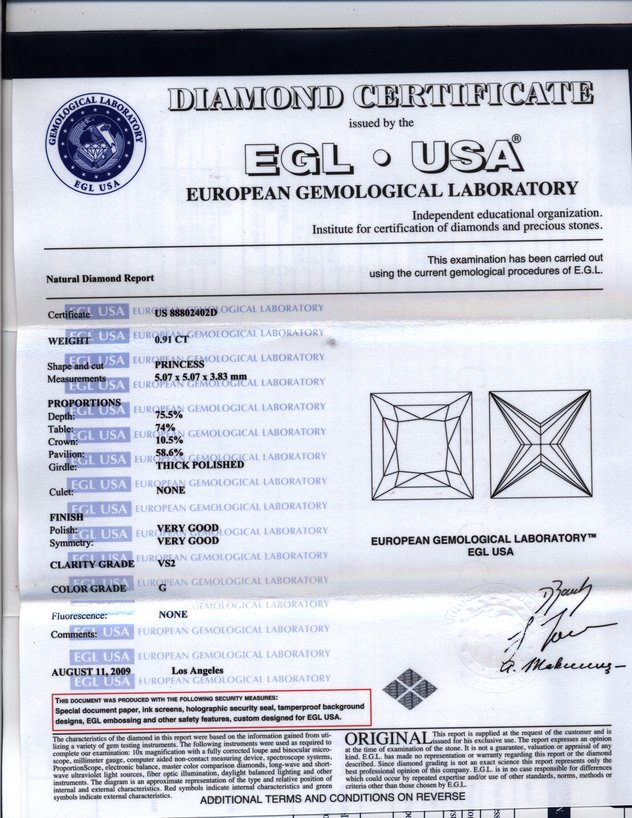 GEMOLOGICAL LABORATORY
EGL USA
DIAMOND CERTIFICATE
issued by the
EGL • USA®
EUROPEAN GEMOLOGICAL LABORATORY
Independent educational organization.
Institute for certification of diamonds and precious stones.
This examination has been carried out
using the current gemological procedures of E.G.L.
Natural Diamond Report
Certificate US 88802402D
WEIGHT 0.91 CT
Shape and cut PRINCESS
Measurements 5.07 x 5.07 x 3.83 mm
PROPORTIONS
Depth: 75.5%
Table: 74%
Crown: 10.5%
Pavilion: 58.6%
Girdle: THICK POLISHED
Culet: NONE
FINISH
Polish: VERY GOOD
Symmetry: VERY GOOD
CLARITY GRADE VS2
COLOR GRADE G
Fluorescence: NONE
Comments:
EGL USA EUROPEAN GEMOLOGICAL LABORATORY
AUGUST 11, 2009 Los Angeles
EUROPEAN GEMOLOGICAL LABORATORY™
EGL USA
THIS DOCUMENT WAS PRODUCED WITH THE FOLLOWING SECURITY MEASURES:
Special document paper, ink screens, holographic security seal, tamperproof background
designs, EGL embossing and other safety features, custom designed for EGL USA.
The characteristics of the diamond in this report were based on the information gained from uti-
lizing a variety of gem testing instruments. The following instruments were used as required to
complete our examination: 10x magnification with a fully corrected loupe and binocular micro-
scope, millimeter gauge, computer aided non-contact measuring device, spectroscope systems,
ProportionScope, electronic balance, master color comparison diamonds, long-wave and short-
wave ultraviolet light sources, fiber optic illumination, daylight balanced lighting and other
instruments. The diagram is an approximate representation of the type and relative position of
internal and external characteristics. Red symbols indicate internal characteristics and green
symbols indicate external characteristics.
ORIGINAL This report is supplied at the request of the customer and is
issued for his exclusive use. The report expresses an opinion
at the time of examination of the stone. It is not a guarantee, valuation or appraisal of any
kind. E.G.L. has made no representation or warranty regarding this report or the diamond
described. Since diamond grading is not an exact science this report represents only the
best professional opinion of this company. E.G.L. is in no case responsible for differences
which could occur by repeated expertise and/or use of other standards, norms, methods or
criteria other than those chosen by E.G.L.
ADDITIONAL TERMS AND CONDITIONS ON REVERSE